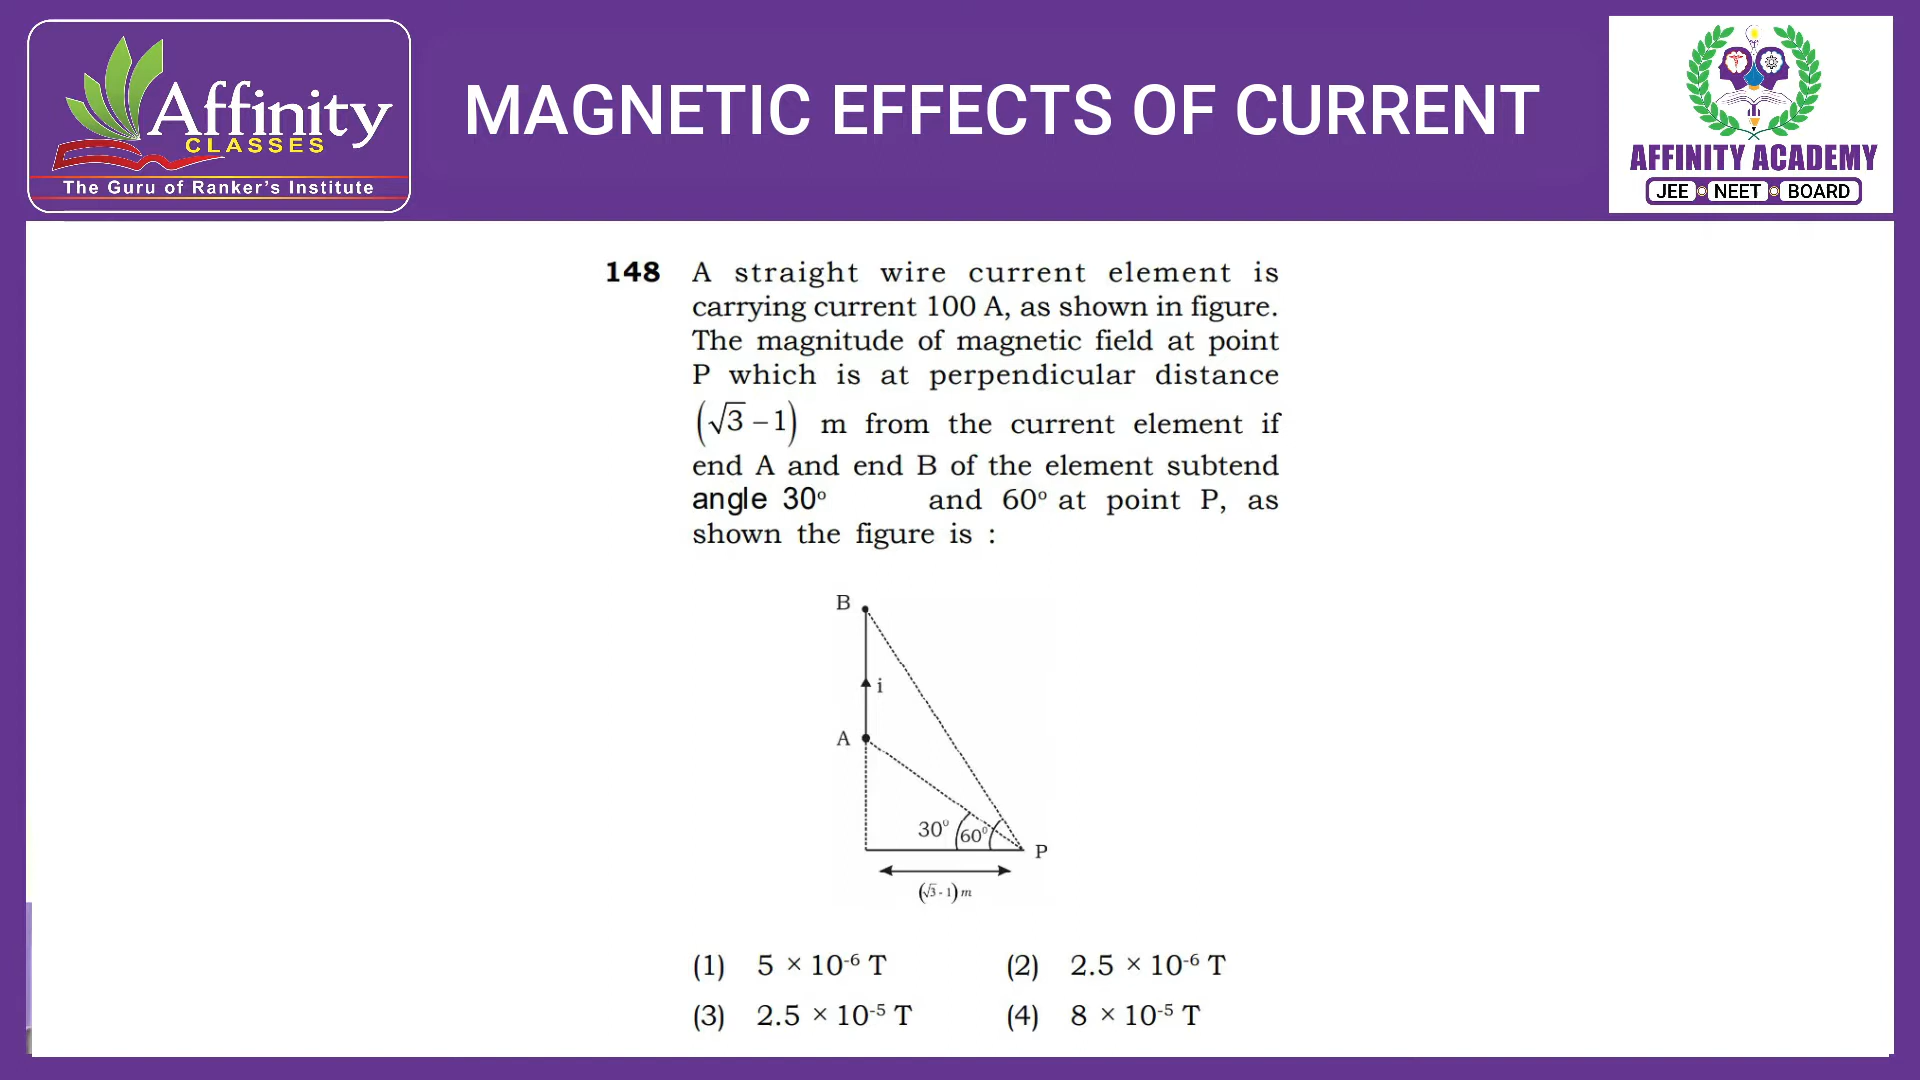 Affinity
CLASSES
The Guru of Ranker's Institute
MAGNETIC EFFECTS OF CURRENT
AFFINITY ACADEMY
JEE NEET BOARD
148 A straight wire current element is
carrying current 100 A, as shown in figure.
The magnitude of magnetic field at point
P which is at perpendicular distance
(√3 – 1) m from the current element if
end A and end B of the element subtend
angle 30° and 60° at point P, as
shown the figure is :
B
i
A
30° 60°
P
(√3 - 1) m
(1) 5 × 10⁻⁶ T (2) 2.5 × 10⁻⁶ T
(3) 2.5 × 10⁻⁵ T (4) 8 × 10⁻⁵ T